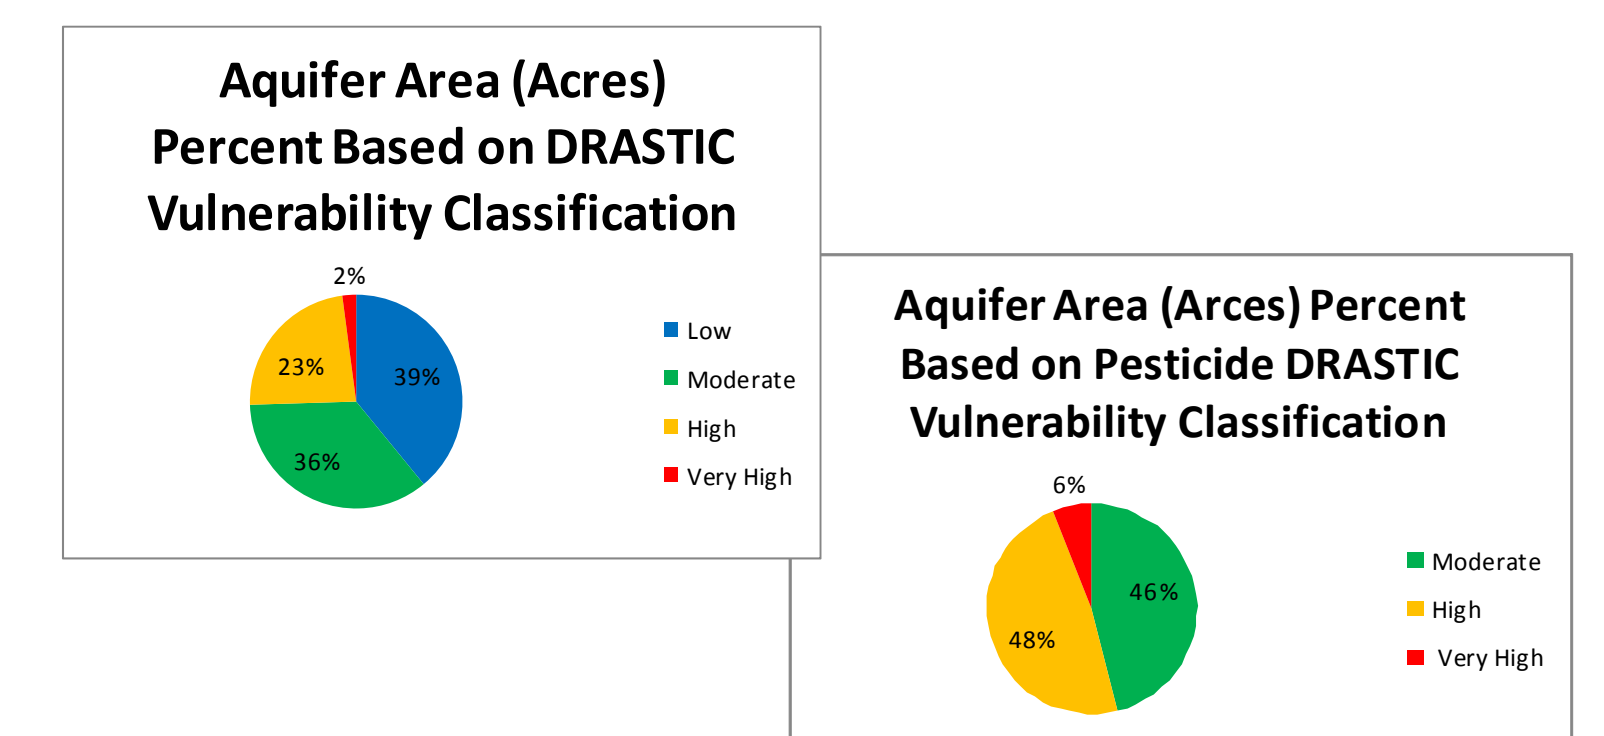 Aquifer Area (Acres)
Percent Based on DRASTIC
Vulnerability Classification
2%
23%
39%
36%
Low
Moderate
High
Very High
Aquifer Area (Arces) Percent
Based on Pesticide DRASTIC
Vulnerability Classification
6%
46%
48%
Moderate
High
Very High